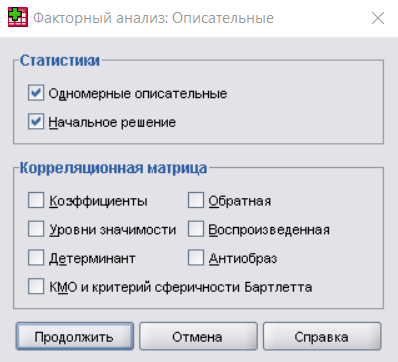 Факторный анализ: Описательные
Статистики
Одномерные описательные
Начальное решение
Корреляционная матрица
Коэффициенты Обратная
Уровни значимости Воспроизведенная
Детерминант Антиобраз
КМО и критерий сферичности Бартлетта
Продолжить Отмена Справка